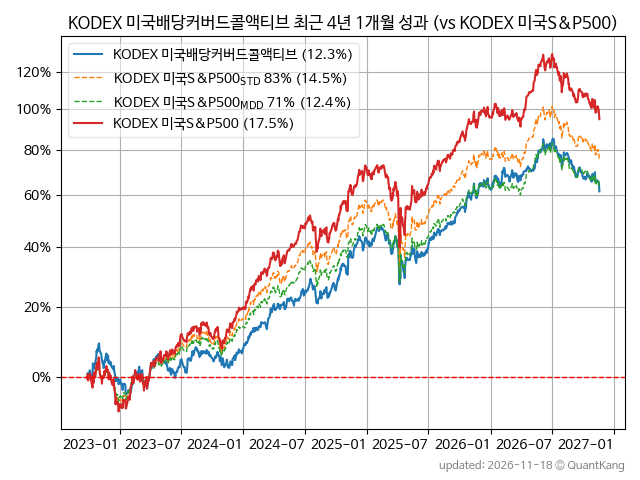 KODEX 미국배당커버드콜액티브 최근 4년 1개월 성과 (vs KODEX 미국S&P500)
KODEX 미국배당커버드콜액티브 (12.3%)
KODEX 미국S&P500STD 83% (14.5%)
KODEX 미국S&P500MDD 71% (12.4%)
KODEX 미국S&P500 (17.5%)
120%
100%
80%
60%
40%
20%
0%
2023-01 2023-07 2024-01 2024-07 2025-01 2025-07 2026-01 2026-07 2027-01
updated: 2026-11-18 © QuantKang